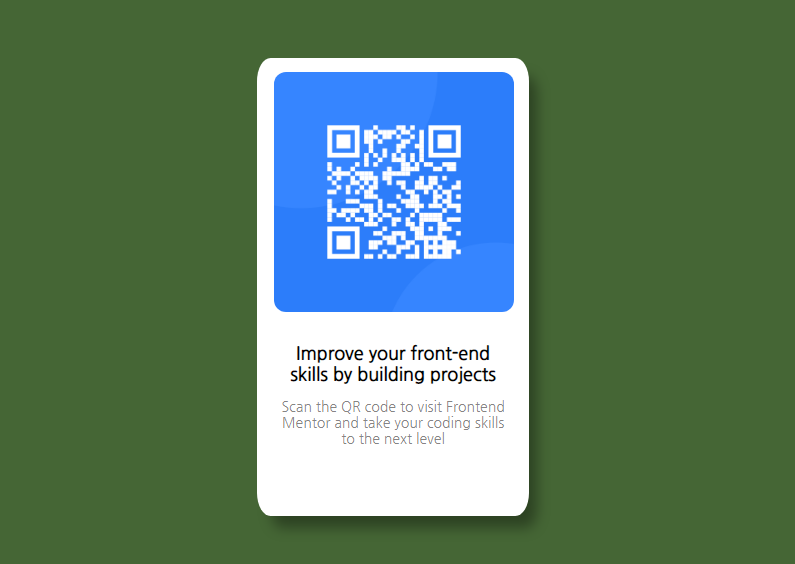 Improve your front-end
skills by building projects
Scan the QR code to visit Frontend
Mentor and take your coding skills
to the next level